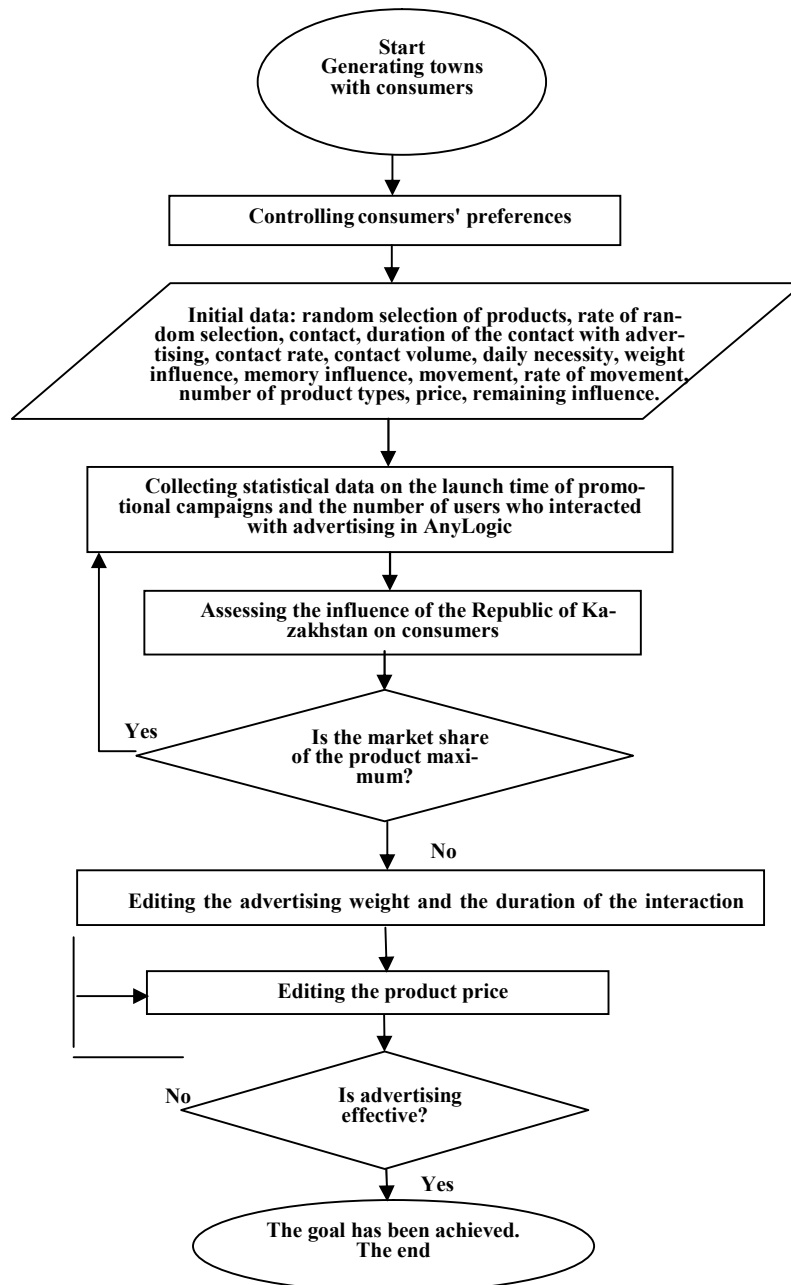 Start
Generating towns
with consumers
Controlling consumers' preferences
Initial data: random selection of products, rate of ran-
dom selection, contact, duration of the contact with adver-
tising, contact rate, contact volume, daily necessity, weight
influence, memory influence, movement, rate of movement,
number of product types, price, remaining influence.
Collecting statistical data on the launch time of promo-
tional campaigns and the number of users who interacted
with advertising in AnyLogic
Assessing the influence of the Republic of Ka-
zakhstan on consumers
Yes
Is the market share
of the product maxi-
mum?
No
Editing the advertising weight and the duration of the interaction
Editing the product price
No
Is advertising
effective?
Yes
The goal has been achieved.
The end